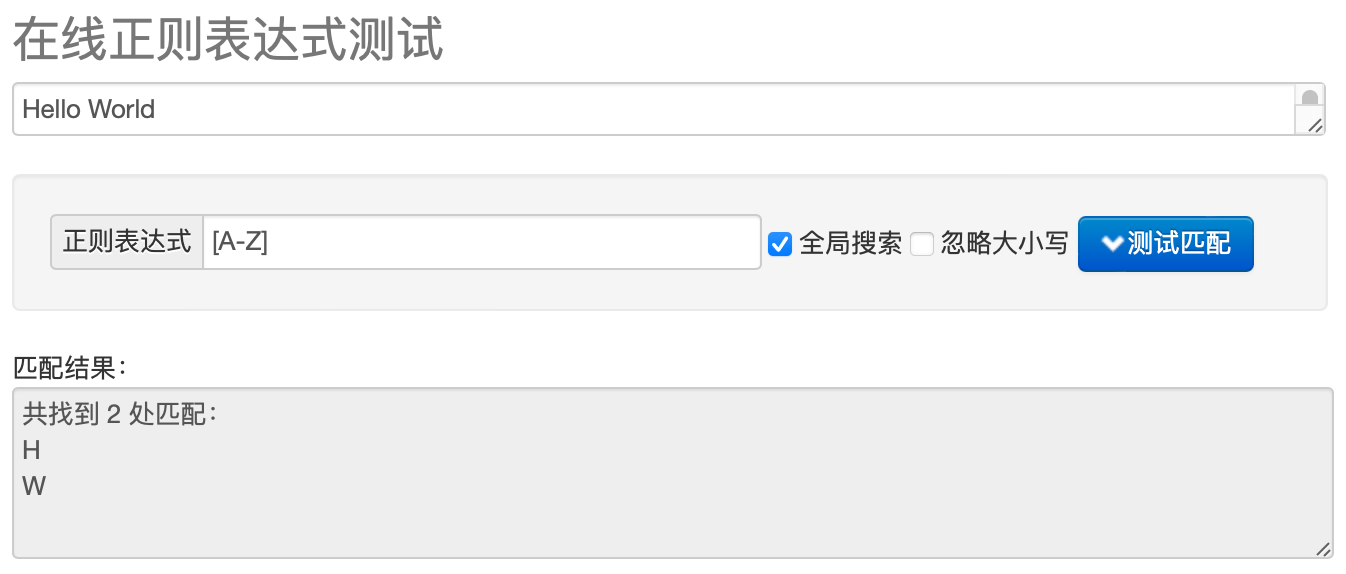 在线正则表达式测试
Hello World
正则表达式 [A-Z] 全局搜索 忽略大小写 测试匹配
匹配结果：
共找到 2 处匹配：
H
W